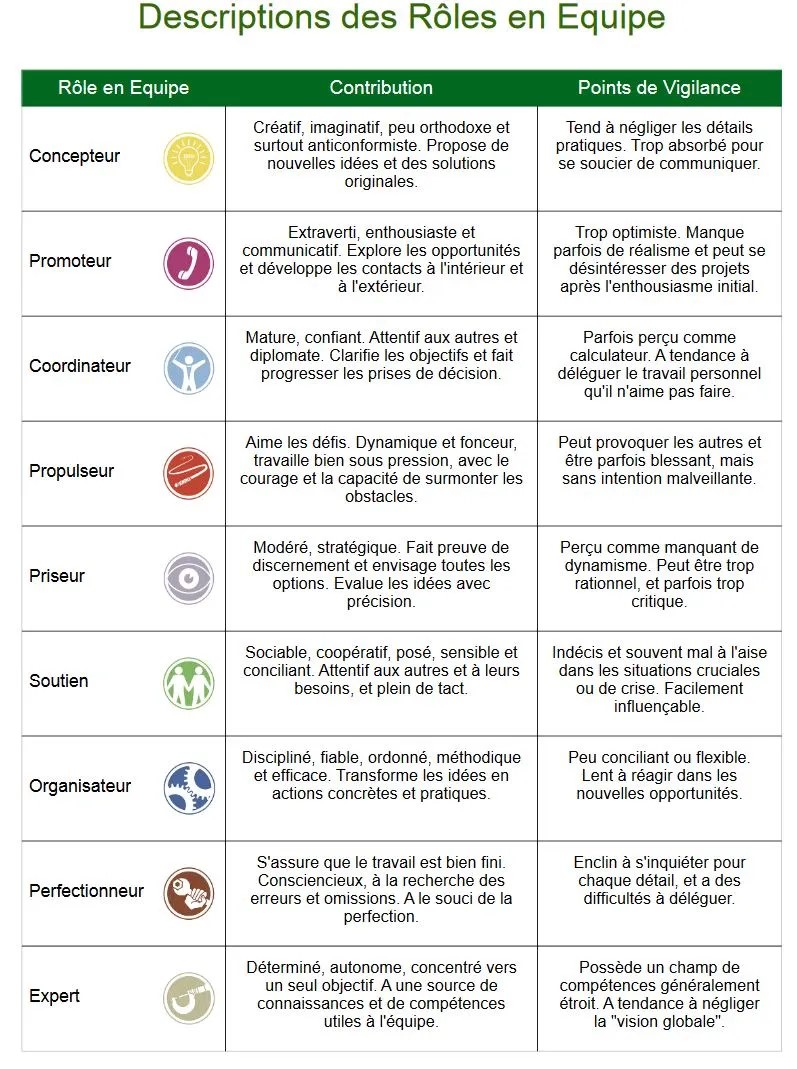 Descriptions des Rôles en Equipe
Rôle en Equipe
Contribution
Points de Vigilance
Concepteur
Créatif, imaginatif, peu orthodoxe et
surtout anticonformiste. Propose de
nouvelles idées et des solutions
originales.
Tend à négliger les détails
pratiques. Trop absorbé pour
se soucier de communiquer.
Promoteur
Extraverti, enthousiaste et
communicatif. Explore les opportunités
et développe les contacts à l'intérieur et
à l'extérieur.
Trop optimiste. Manque
parfois de réalisme et peut se
désintéresser des projets
après l'enthousiasme initial.
Coordinateur
Mature, confiant. Attentif aux autres et
diplomate. Clarifie les objectifs et fait
progresser les prises de décision.
Parfois perçu comme
calculateur. A tendance à
déléguer le travail personnel
qu'il n'aime pas faire.
Propulseur
Aime les défis. Dynamique et fonceur,
travaille bien sous pression, avec le
courage et la capacité de surmonter les
obstacles.
Peut provoquer les autres et
être parfois blessant, mais
sans intention malveillante.
Priseur
Modéré, stratégique. Fait preuve de
discernement et envisage toutes les
options. Evalue les idées avec
précision.
Perçu comme manquant de
dynamisme. Peut être trop
rationnel, et parfois trop
critique.
Soutien
Sociable, coopératif, posé, sensible et
conciliant. Attentif aux autres et à leurs
besoins, et plein de tact.
Indécis et souvent mal à l'aise
dans les situations cruciales
ou de crise. Facilement
influençable.
Organisateur
Discipliné, fiable, ordonné, méthodique
et efficace. Transforme les idées en
actions concrètes et pratiques.
Peu conciliant ou flexible.
Lent à réagir dans les
nouvelles opportunités.
Perfectionneur
S'assure que le travail est bien fini.
Consciencieux, à la recherche des
erreurs et omissions. A le souci de la
perfection.
Enclin à s'inquiéter pour
chaque détail, et a des
difficultés à déléguer.
Expert
Déterminé, autonome, concentré vers
un seul objectif. A une source de
connaissances et de compétences
utiles à l'équipe.
Possède un champ de
compétences généralement
étroit. A tendance à négliger
la "vision globale".